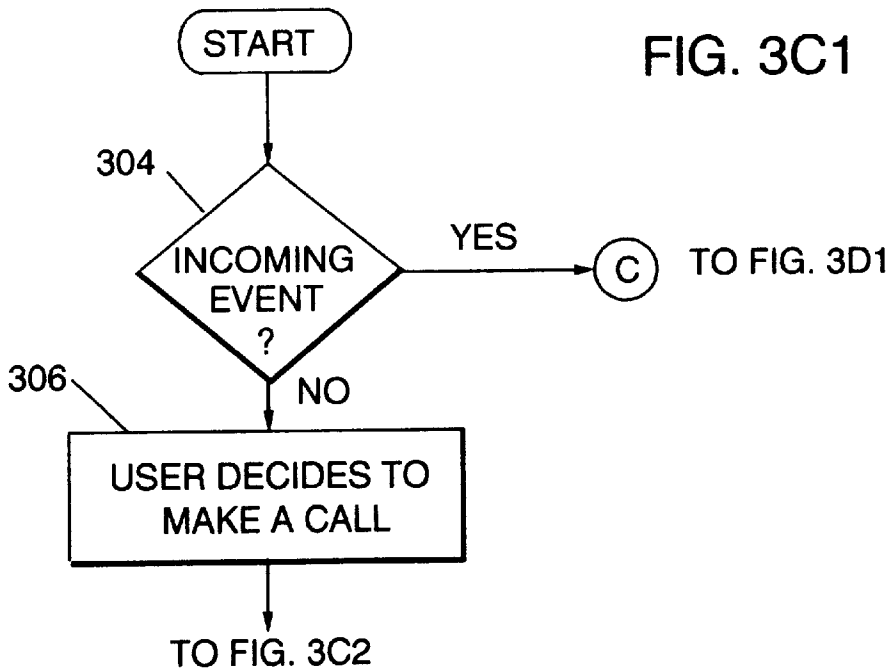 START
FIG. 3C1
304
INCOMING
EVENT
?
YES
C
TO FIG. 3D1
NO
306
USER DECIDES TO
MAKE A CALL
TO FIG. 3C2